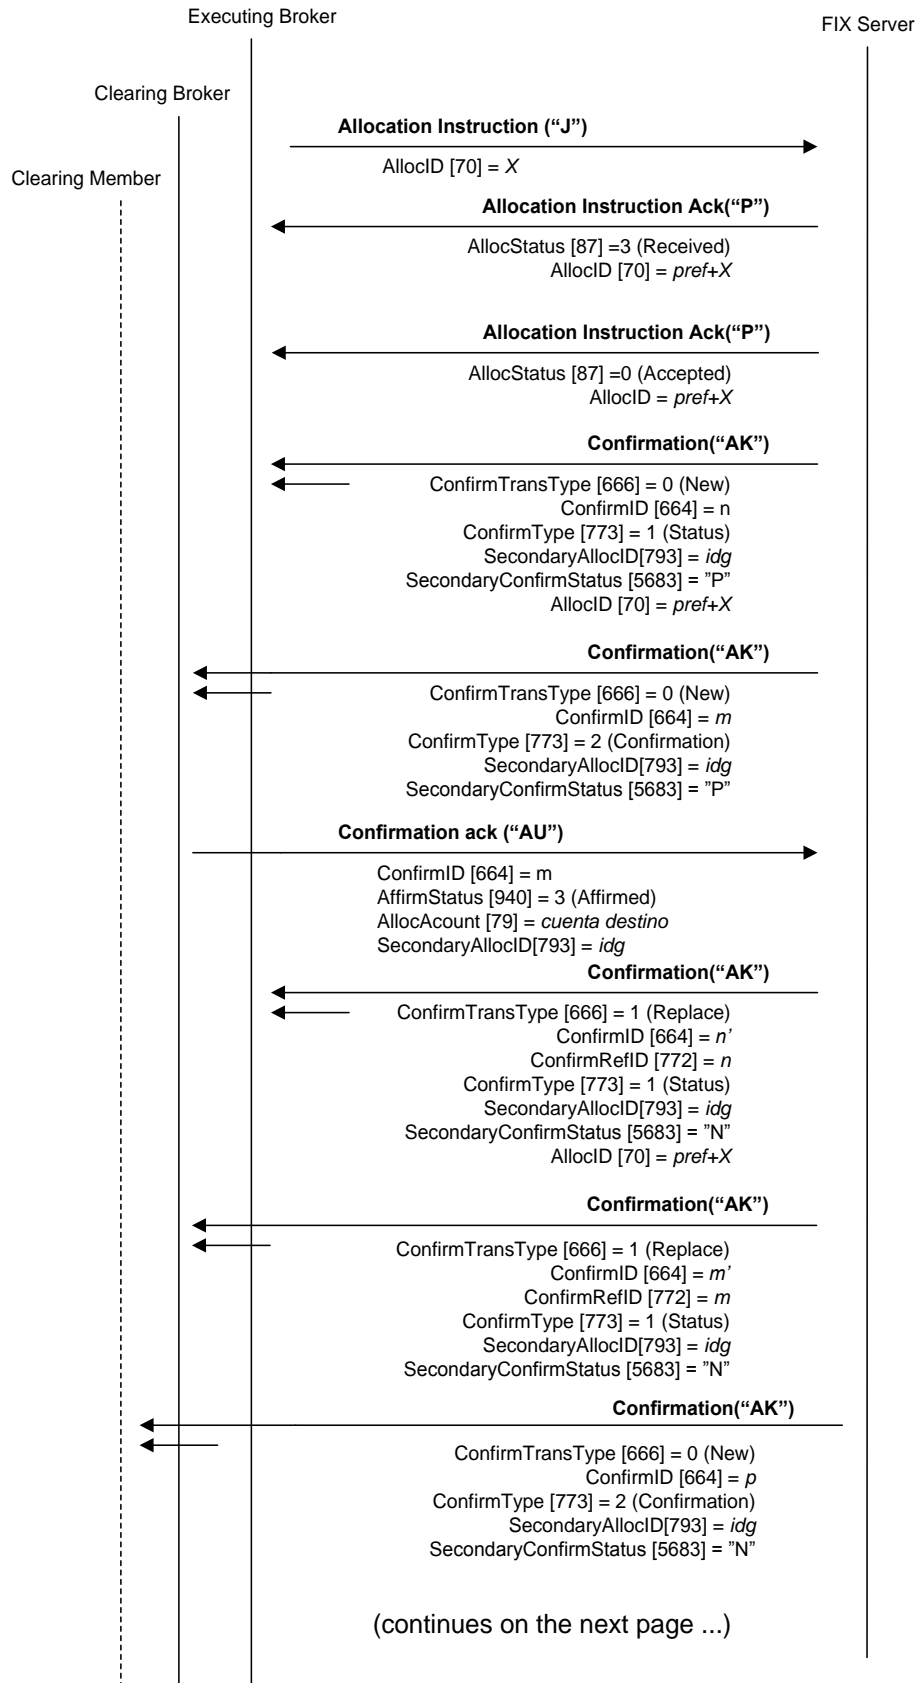 Executing Broker
FIX Server
Clearing Broker
Clearing Member
Allocation Instruction (“J”)
AllocID [70] = X
Allocation Instruction Ack(“P”)
AllocStatus [87] =3 (Received)
AllocID [70] = pref+X
Allocation Instruction Ack(“P”)
AllocStatus [87] =0 (Accepted)
AllocID = pref+X
Confirmation(“AK”)
ConfirmTransType [666] = 0 (New)
ConfirmID [664] = n
ConfirmType [773] = 1 (Status)
SecondaryAllocID[793] = idg
SecondaryConfirmStatus [5683] = ”P”
AllocID [70] = pref+X
Confirmation(“AK”)
ConfirmTransType [666] = 0 (New)
ConfirmID [664] = m
ConfirmType [773] = 2 (Confirmation)
SecondaryAllocID[793] = idg
SecondaryConfirmStatus [5683] = ”P”
Confirmation ack (“AU”)
ConfirmID [664] = m
AffirmStatus [940] = 3 (Affirmed)
AllocAcount [79] = cuenta destino
SecondaryAllocID[793] = idg
Confirmation(“AK”)
ConfirmTransType [666] = 1 (Replace)
ConfirmID [664] = n’
ConfirmRefID [772] = n
ConfirmType [773] = 1 (Status)
SecondaryAllocID[793] = idg
SecondaryConfirmStatus [5683] = ”N”
AllocID [70] = pref+X
Confirmation(“AK”)
ConfirmTransType [666] = 1 (Replace)
ConfirmID [664] = m’
ConfirmRefID [772] = m
ConfirmType [773] = 1 (Status)
SecondaryAllocID[793] = idg
SecondaryConfirmStatus [5683] = ”N”
Confirmation(“AK”)
ConfirmTransType [666] = 0 (New)
ConfirmID [664] = p
ConfirmType [773] = 2 (Confirmation)
SecondaryAllocID[793] = idg
SecondaryConfirmStatus [5683] = ”N”
(continues on the next page ...)